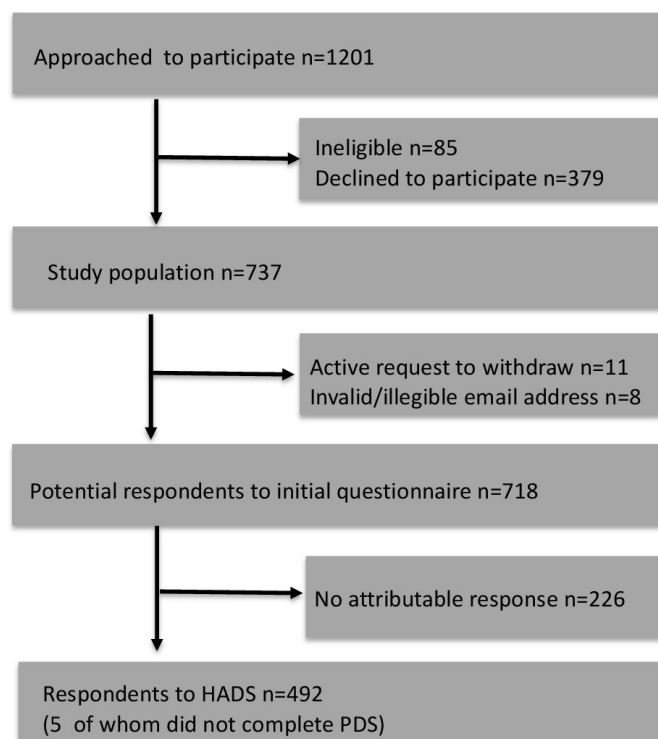 Approached to participate n=1201
Ineligible n=85
Declined to participate n=379
Study population n=737
Active request to withdraw n=11
Invalid/illegible email address n=8
Potential respondents to initial questionnaire n=718
No attributable response n=226
Respondents to HADS n=492
(5 of whom did not complete PDS)